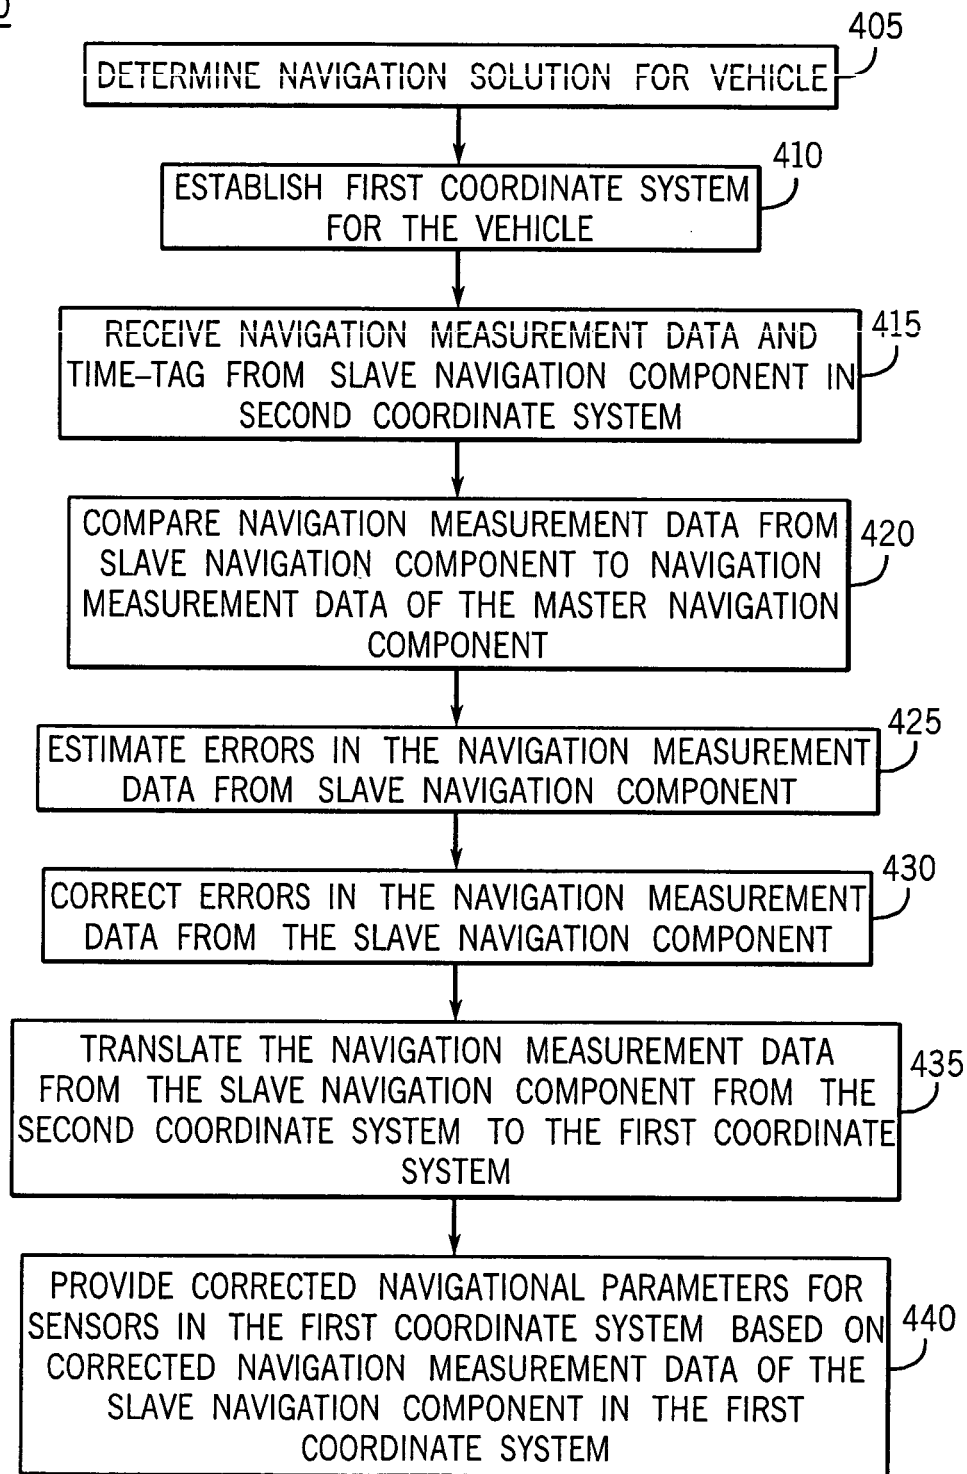 405
DETERMINE NAVIGATION SOLUTION FOR VEHICLE
410
ESTABLISH FIRST COORDINATE SYSTEM
FOR THE VEHICLE
415
RECEIVE NAVIGATION MEASUREMENT DATA AND
TIME-TAG FROM SLAVE NAVIGATION COMPONENT IN
SECOND COORDINATE SYSTEM
420
COMPARE NAVIGATION MEASUREMENT DATA FROM
SLAVE NAVIGATION COMPONENT TO NAVIGATION
MEASUREMENT DATA OF THE MASTER NAVIGATION
COMPONENT
425
ESTIMATE ERRORS IN THE NAVIGATION MEASUREMENT
DATA FROM SLAVE NAVIGATION COMPONENT
430
CORRECT ERRORS IN THE NAVIGATION MEASUREMENT
DATA FROM THE SLAVE NAVIGATION COMPONENT
435
TRANSLATE THE NAVIGATION MEASUREMENT DATA
FROM THE SLAVE NAVIGATION COMPONENT FROM THE
SECOND COORDINATE SYSTEM TO THE FIRST COORDINATE
SYSTEM
440
PROVIDE CORRECTED NAVIGATIONAL PARAMETERS FOR
SENSORS IN THE FIRST COORDINATE SYSTEM BASED ON
CORRECTED NAVIGATION MEASUREMENT DATA OF THE
SLAVE NAVIGATION COMPONENT IN THE FIRST
COORDINATE SYSTEM